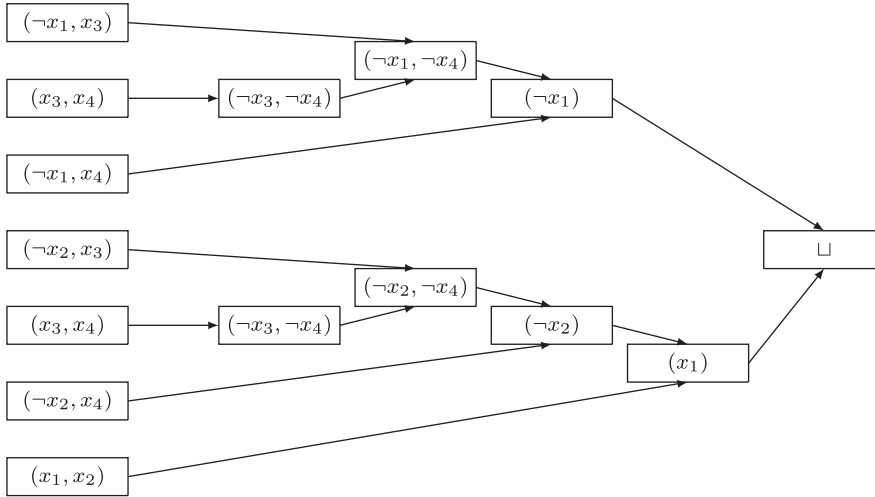 (¬x₁, x₃)
(¬x₁, ¬x₄)
(x₃, x₄)
(¬x₃, ¬x₄)
(¬x₁)
(¬x₁, x₄)
(¬x₂, x₃)
⊔
(¬x₂, ¬x₄)
(x₃, x₄)
(¬x₃, ¬x₄)
(¬x₂)
(x₁)
(¬x₂, x₄)
(x₁, x₂)